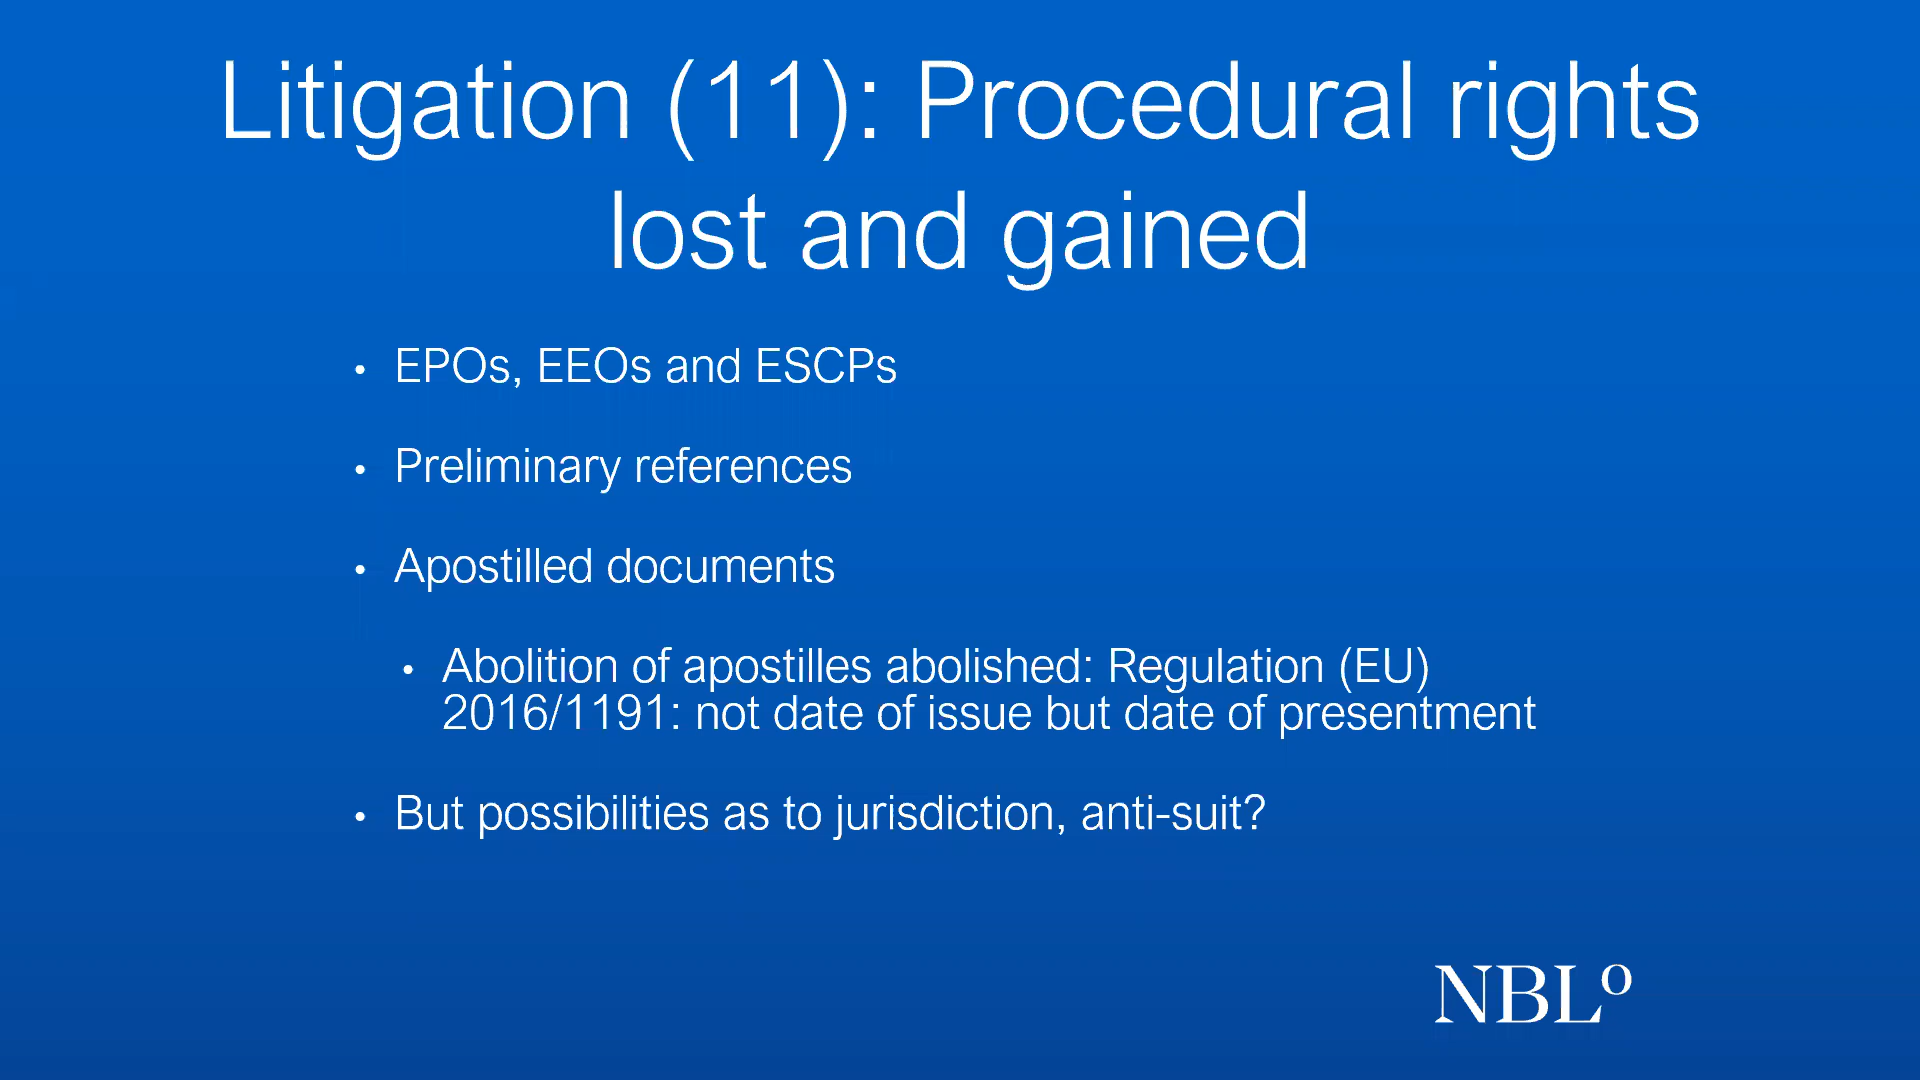 Litigation (11): Procedural rights
lost and gained
• EPOs, EEOs and ESCPs
• Preliminary references
• Apostilled documents
• Abolition of apostilles abolished: Regulation (EU)
2016/1191: not date of issue but date of presentment
• But possibilities as to jurisdiction, anti-suit?
NBLº